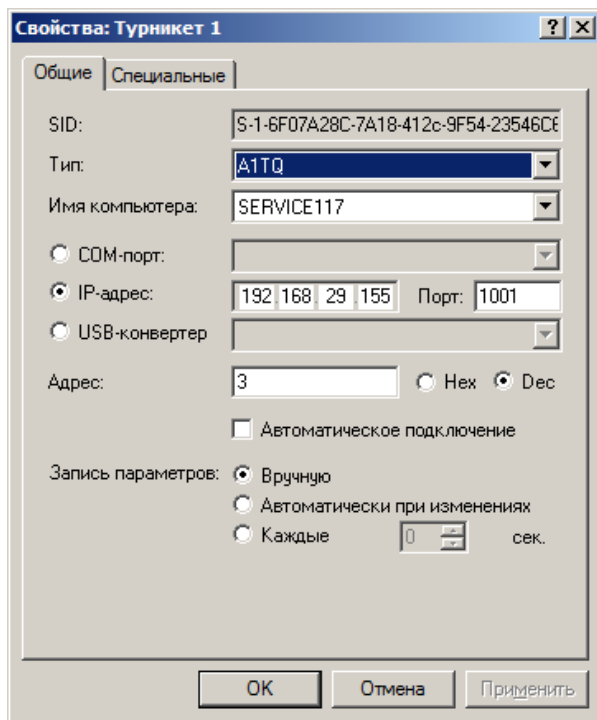 Свойства: Турникет 1
Общие Специальные
SID: S-1-6F07A28C-7A18-412c-9F54-23546C6
Тип: A1TQ
Имя компьютера: SERVICE117
COM-порт:
IP-адрес: 192.168.29.155 Порт: 1001
USB-конвертер
Адрес: 3 Hex Dec
Автоматическое подключение
Запись параметров: Вручную
Автоматически при изменениях
Каждые 0 сек.
OK Отмена Применить